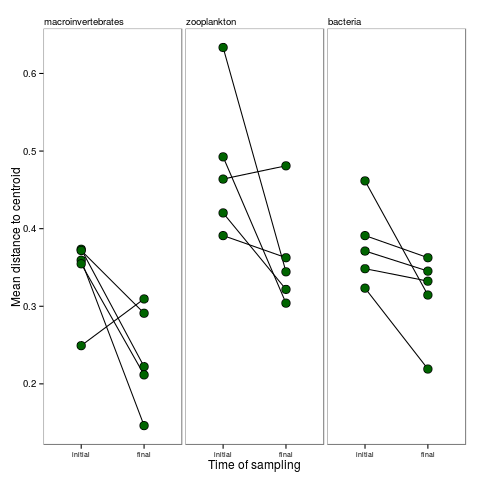 macroinvertebrates zooplankton bacteria
Mean distance to centroid
0.6
0.5
0.4
0.3
0.2
initial final initial final initial final
Time of sampling